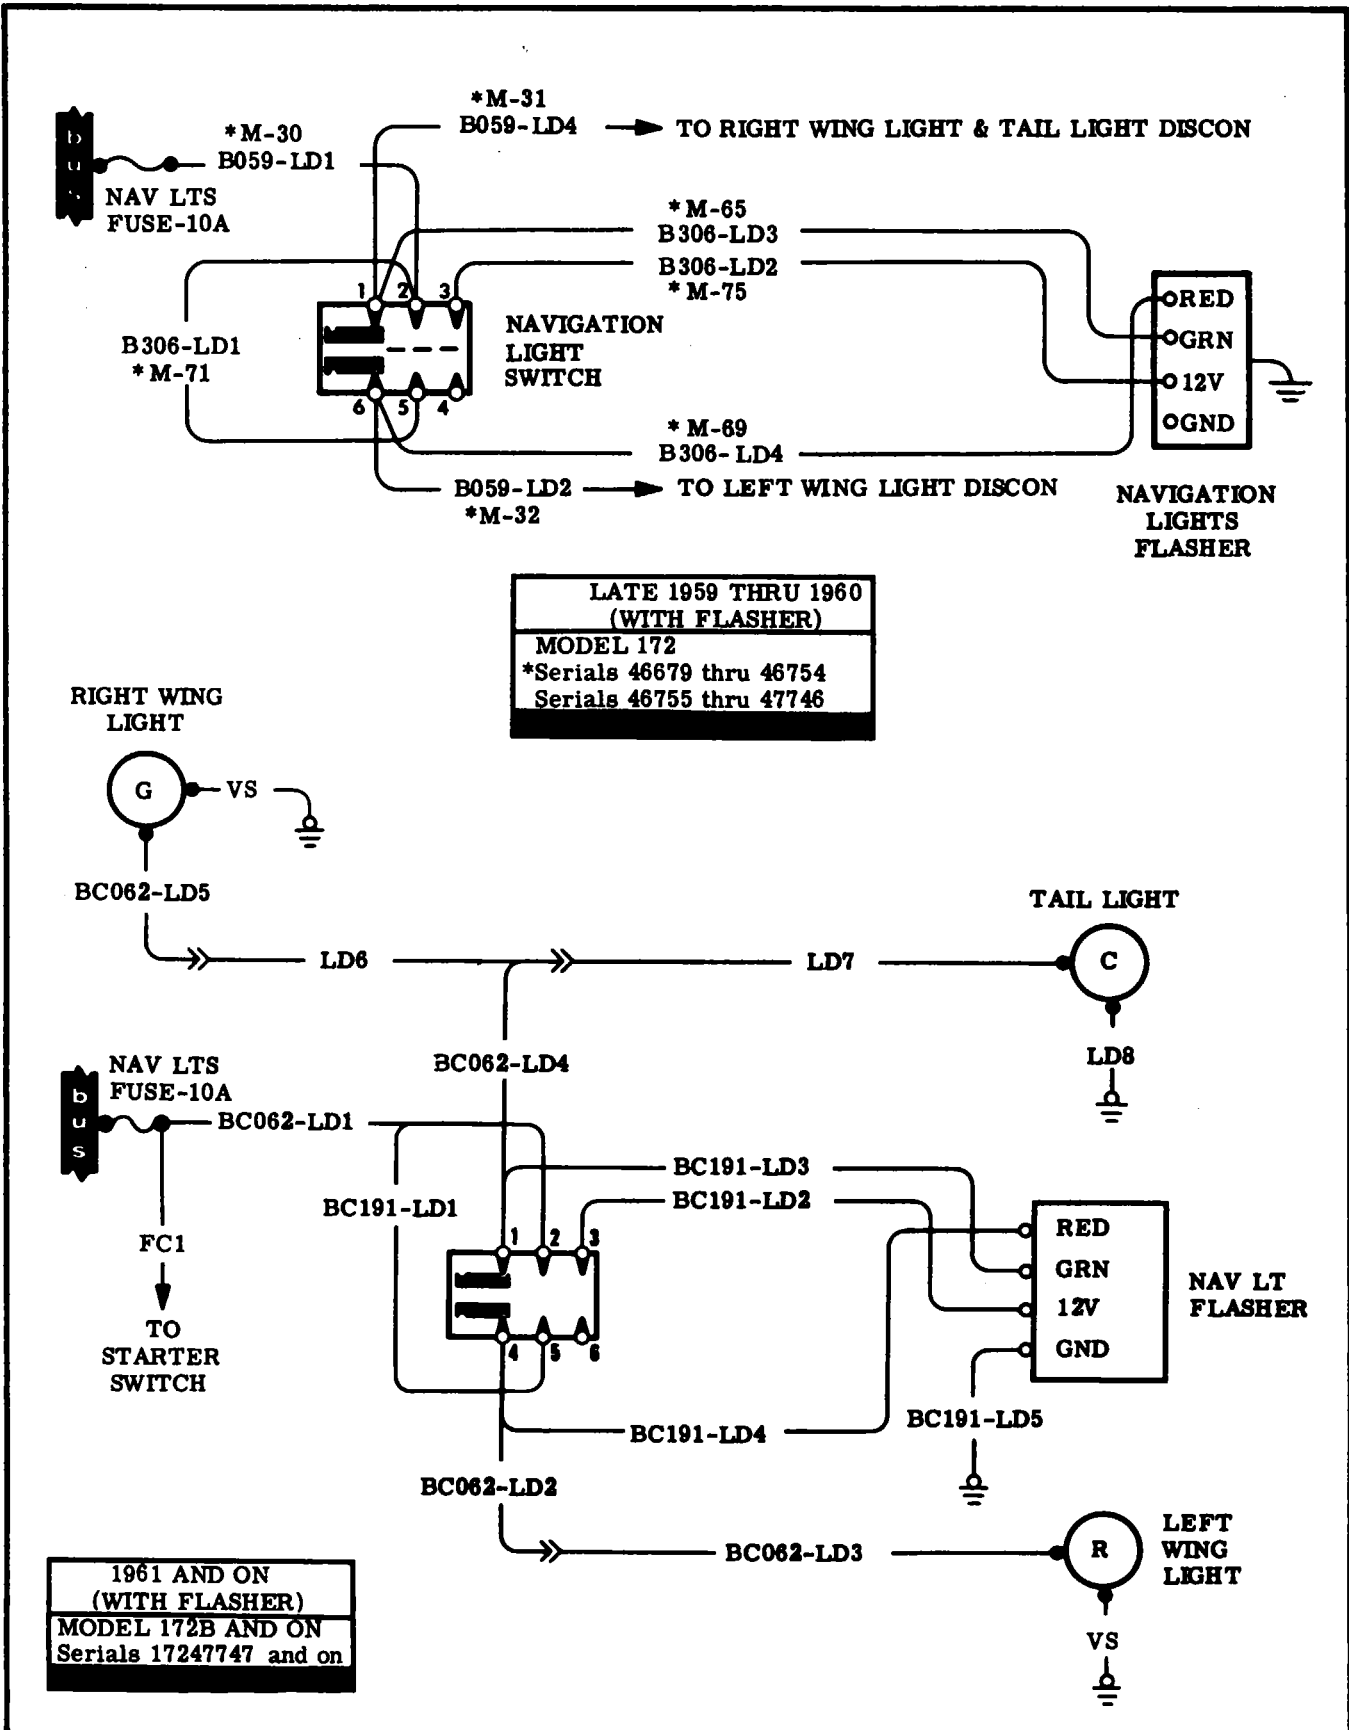 *M-31
B059-LD4
TO RIGHT WING LIGHT & TAIL LIGHT DISCON
*M-30
B059-LD1
bus
NAV LTS
FUSE-10A
*M-65
B306-LD3
B306-LD2
*M-75
1 2 3
B306-LD1
*M-71
NAVIGATION
LIGHT
SWITCH
6 5 4
RED
GRN
12V
GND
*M-69
B306-LD4
B059-LD2
*M-32
TO LEFT WING LIGHT DISCON
NAVIGATION
LIGHTS
FLASHER
LATE 1959 THRU 1960
(WITH FLASHER)
MODEL 172
*Serials 46679 thru 46754
Serials 46755 thru 47746
RIGHT WING
LIGHT
G
VS
BC062-LD5
LD6
LD7
TAIL LIGHT
C
LD8
BC062-LD4
NAV LTS
FUSE-10A
bus
BC062-LD1
BC191-LD3
BC191-LD2
BC191-LD1
FC1
TO
STARTER
SWITCH
1 2 3
4 5 6
RED
GRN
12V
GND
NAV LT
FLASHER
BC191-LD5
BC191-LD4
BC062-LD2
BC062-LD3
R
LEFT
WING
LIGHT
VS
1961 AND ON
(WITH FLASHER)
MODEL 172B AND ON
Serials 17247747 and on